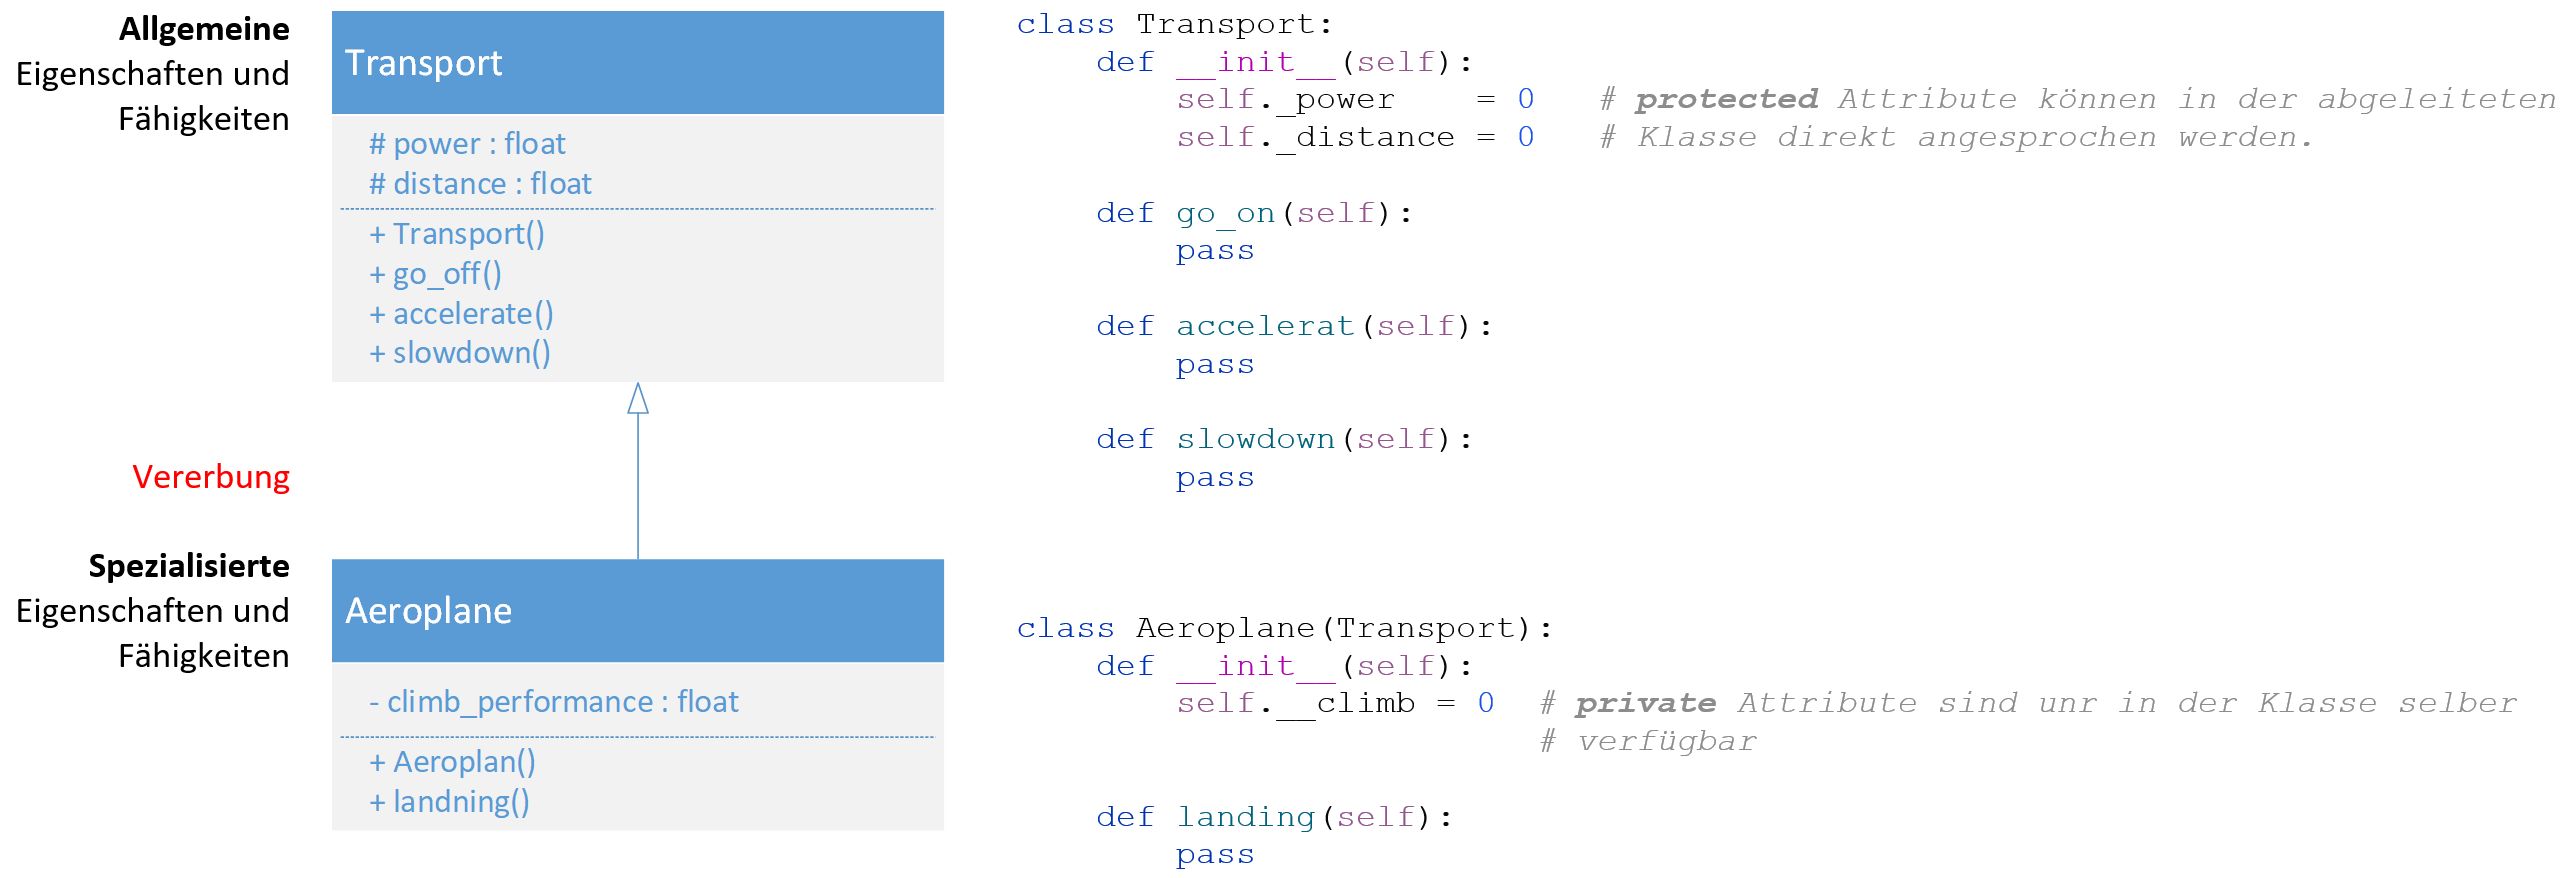 Allgemeine
Eigenschaften und
Fähigkeiten
Transport
# power : float
# distance : float
+ Transport()
+ go_off()
+ accelerate()
+ slowdown()
Vererbung
Spezialisierte
Eigenschaften und
Fähigkeiten
Aeroplane
- climb_performance : float
+ Aeroplan()
+ landning()
class Transport:
    def __init__(self):
        self._power    = 0   # protected Attribute können in der abgeleiteten
        self._distance = 0   # Klasse direkt angesprochen werden.
    def go_on(self):
        pass
    def accelerat(self):
        pass
    def slowdown(self):
        pass
class Aeroplane(Transport):
    def __init__(self):
        self.__climb = 0  # private Attribute sind unr in der Klasse selber
                          # verfügbar
    def landing(self):
        pass